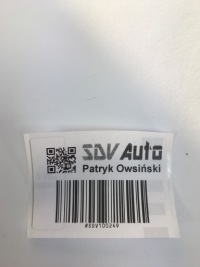 SDV Auto
Patryk Owsiński
#SDV100249